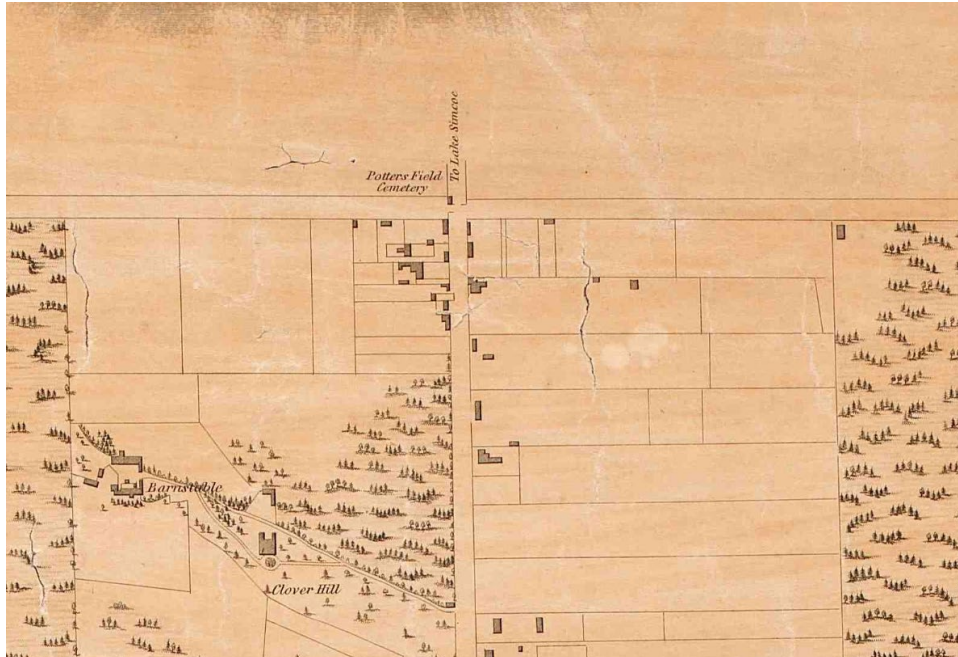 To Lake Simcoe
Potters Field
Cemetery
Barnstable
Clover Hill